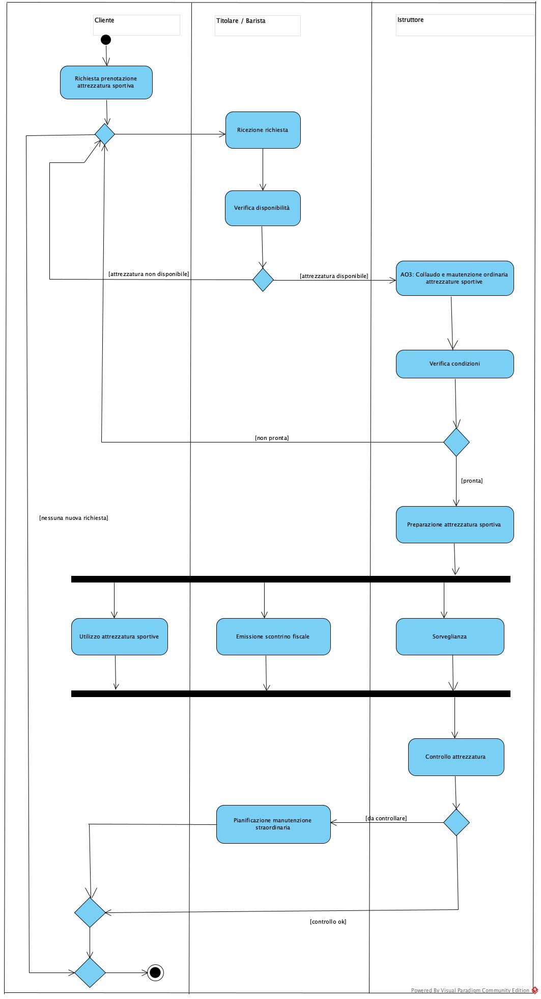 Cliente
Titolare / Barista
Istruttore
Richiesta prenotazione
attrezzatura sportiva
Ricezione richiesta
Verifica disponibilità
[attrezzatura non disponibile]
[attrezzatura disponibile]
AO3: Collaudo e mautenzione ordinaria
attrezzature sportive
Verifica condizioni
[non pronta]
[pronta]
[nessuna nuova richiesta]
Preparazione attrezzatura sportiva
Utilizzo attrezzatura sportive
Emissione scontrino fiscale
Sorveglianza
Controllo attrezzatura
[da controllare]
Pianificazione manutenzione
straordinaria
[controllo ok]
Powered By Visual Paradigm Community Edition